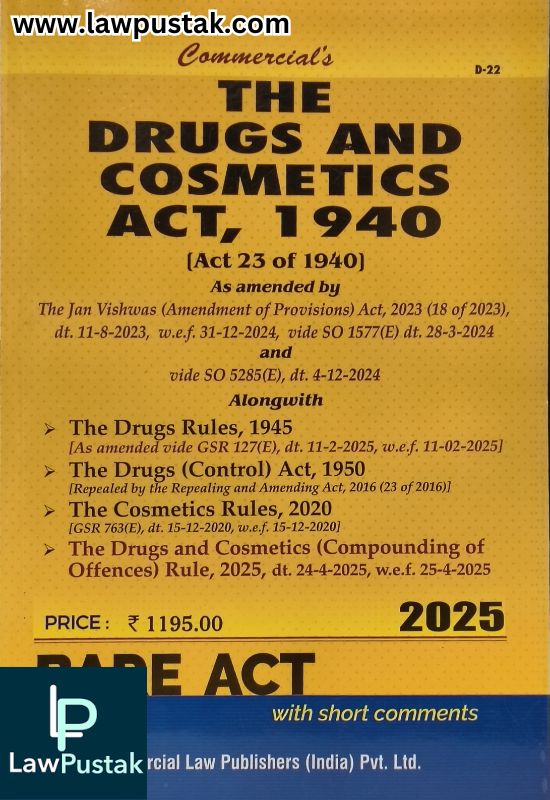 www.lawpustak.com
Commercial's
D-22
THE
DRUGS AND
COSMETICS
ACT, 1940
[Act 23 of 1940]
As amended by
The Jan Vishwas (Amendment of Provisions) Act, 2023 (18 of 2023),
dt. 11-8-2023, w.e.f. 31-12-2024, vide SO 1577(E) dt. 28-3-2024
and
vide SO 5285(E), dt. 4-12-2024
Alongwith
➤ The Drugs Rules, 1945
[As amended vide GSR 127(E), dt. 11-2-2025, w.e.f. 11-02-2025]
➤ The Drugs (Control) Act, 1950
[Repealed by the Repealing and Amending Act, 2016 (23 of 2016)]
➤ The Cosmetics Rules, 2020
[GSR 763(E), dt. 15-12-2020, w.e.f. 15-12-2020]
➤ The Drugs and Cosmetics (Compounding of
Offences) Rule, 2025, dt. 24-4-2025, w.e.f. 25-4-2025
PRICE : ₹ 1195.00
2025
ACT
with short comments
LawPustak
Law Publishers (India) Pvt. Ltd.